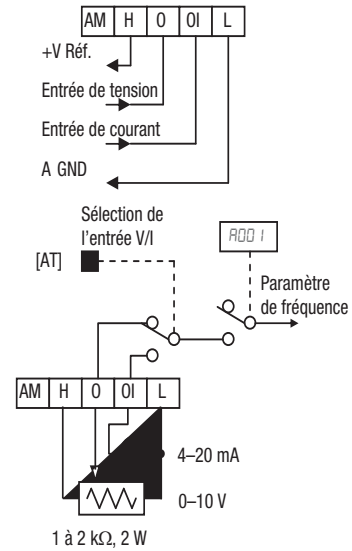 AM H O OI L
+V Réf.
Entrée de tension
Entrée de courant
A GND
Sélection de
l'entrée V/I
[AT]
A001
Paramètre
de fréquence
AM H O OI L
4–20 mA
0–10 V
1 à 2 kΩ, 2 W